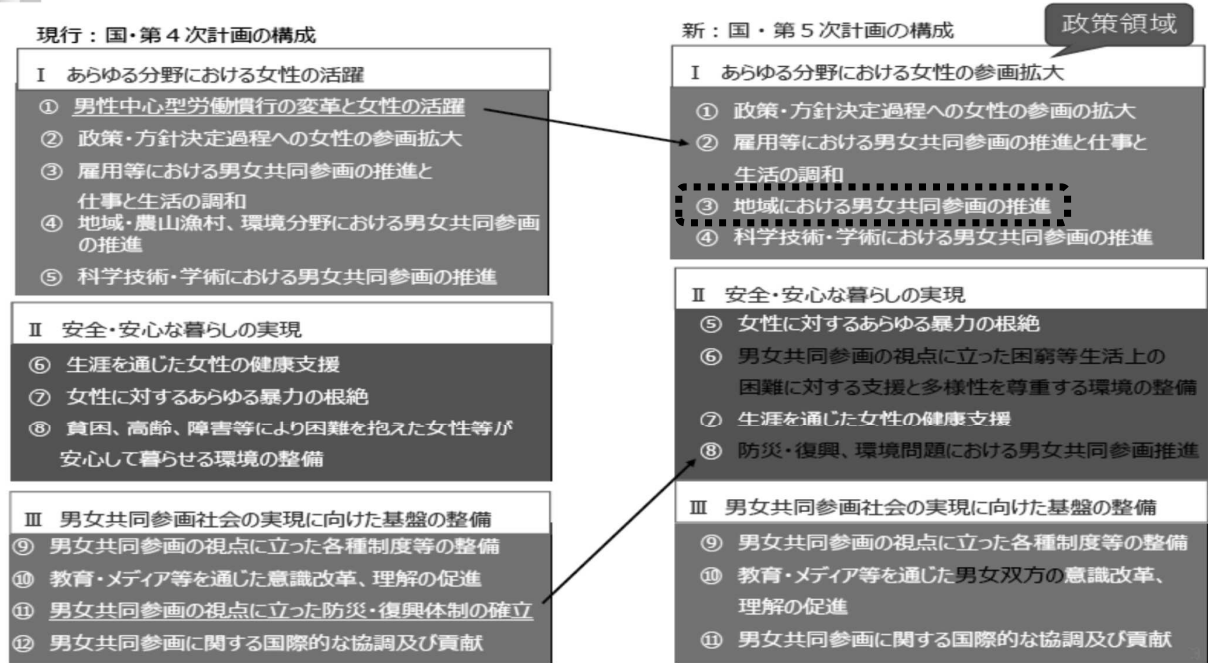 現行：国・第４次計画の構成
Ⅰ あらゆる分野における女性の活躍
① 男性中心型労働慣行の変革と女性の活躍
② 政策・方針決定過程への女性の参画拡大
③ 雇用等における男女共同参画の推進と
仕事と生活の調和
④ 地域・農山漁村、環境分野における男女共同参画
の推進
⑤ 科学技術・学術における男女共同参画の推進
Ⅱ 安全・安心な暮らしの実現
⑥ 生涯を通じた女性の健康支援
⑦ 女性に対するあらゆる暴力の根絶
⑧ 貧困、高齢、障害等により困難を抱えた女性等が
安心して暮らせる環境の整備
Ⅲ 男女共同参画社会の実現に向けた基盤の整備
⑨ 男女共同参画の視点に立った各種制度等の整備
⑩ 教育・メディア等を通じた意識改革、理解の促進
⑪ 男女共同参画の視点に立った防災・復興体制の確立
⑫ 男女共同参画に関する国際的な協調及び貢献
新：国・第５次計画の構成
政策領域
Ⅰ あらゆる分野における女性の参画拡大
① 政策・方針決定過程への女性の参画の拡大
② 雇用等における男女共同参画の推進と仕事と
生活の調和
③ 地域における男女共同参画の推進
④ 科学技術・学術における男女共同参画の推進
Ⅱ 安全・安心な暮らしの実現
⑤ 女性に対するあらゆる暴力の根絶
⑥ 男女共同参画の視点に立った困窮等生活上の
困難に対する支援と多様性を尊重する環境の整備
⑦ 生涯を通じた女性の健康支援
⑧ 防災・復興、環境問題における男女共同参画推進
Ⅲ 男女共同参画社会の実現に向けた基盤の整備
⑨ 男女共同参画の視点に立った各種制度等の整備
⑩ 教育・メディア等を通じた男女双方の意識改革、
理解の促進
⑪ 男女共同参画に関する国際的な協調及び貢献
3